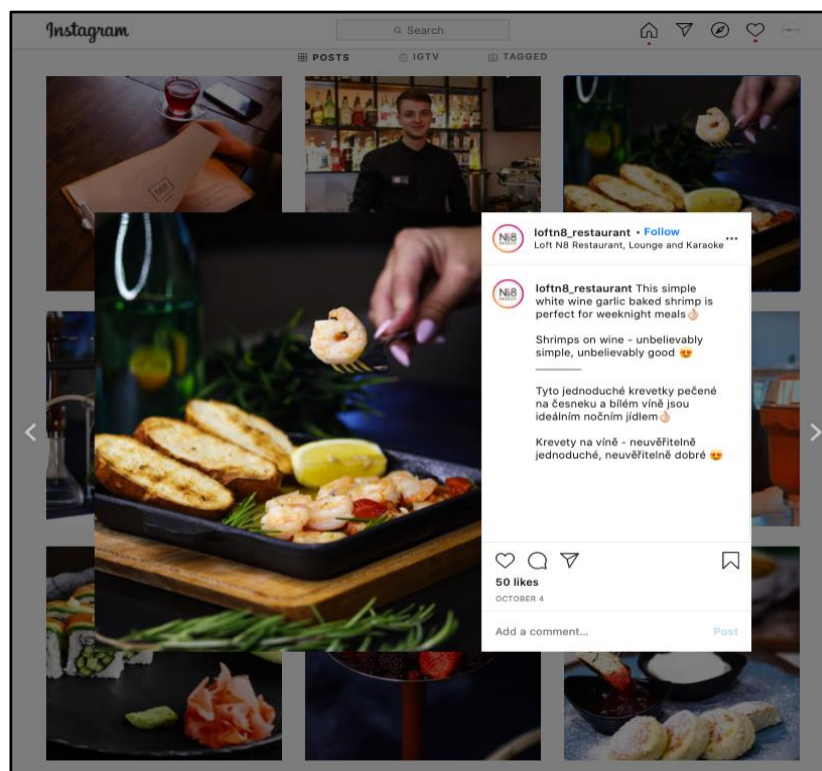 Instagram
Search
POSTS
IGTV
TAGGED
N8
loftn8_restaurant • Follow
Loft N8 Restaurant, Lounge and Karaoke
N8
loftn8_restaurant This simple
white wine garlic baked shrimp is
perfect for weeknight meals👌🏻
Shrimps on wine - unbelievably
simple, unbelievably good 😍
________
Tyto jednoduché krevetky pečené
na česneku a bílém víně jsou
ideálním nočním jídlem👌🏻
Krevety na víně - neuvěřitelně
jednoduché, neuvěřitelně dobré 😍
50 likes
OCTOBER 4
Add a comment...
Post